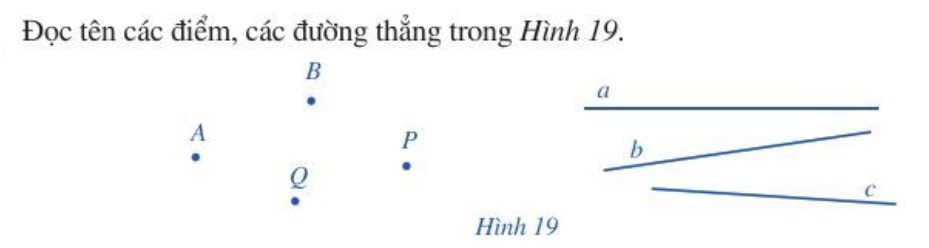 Đọc tên các điểm, các đường thẳng trong Hình 19.
B
a
A
P
b
Q
c
Hình 19